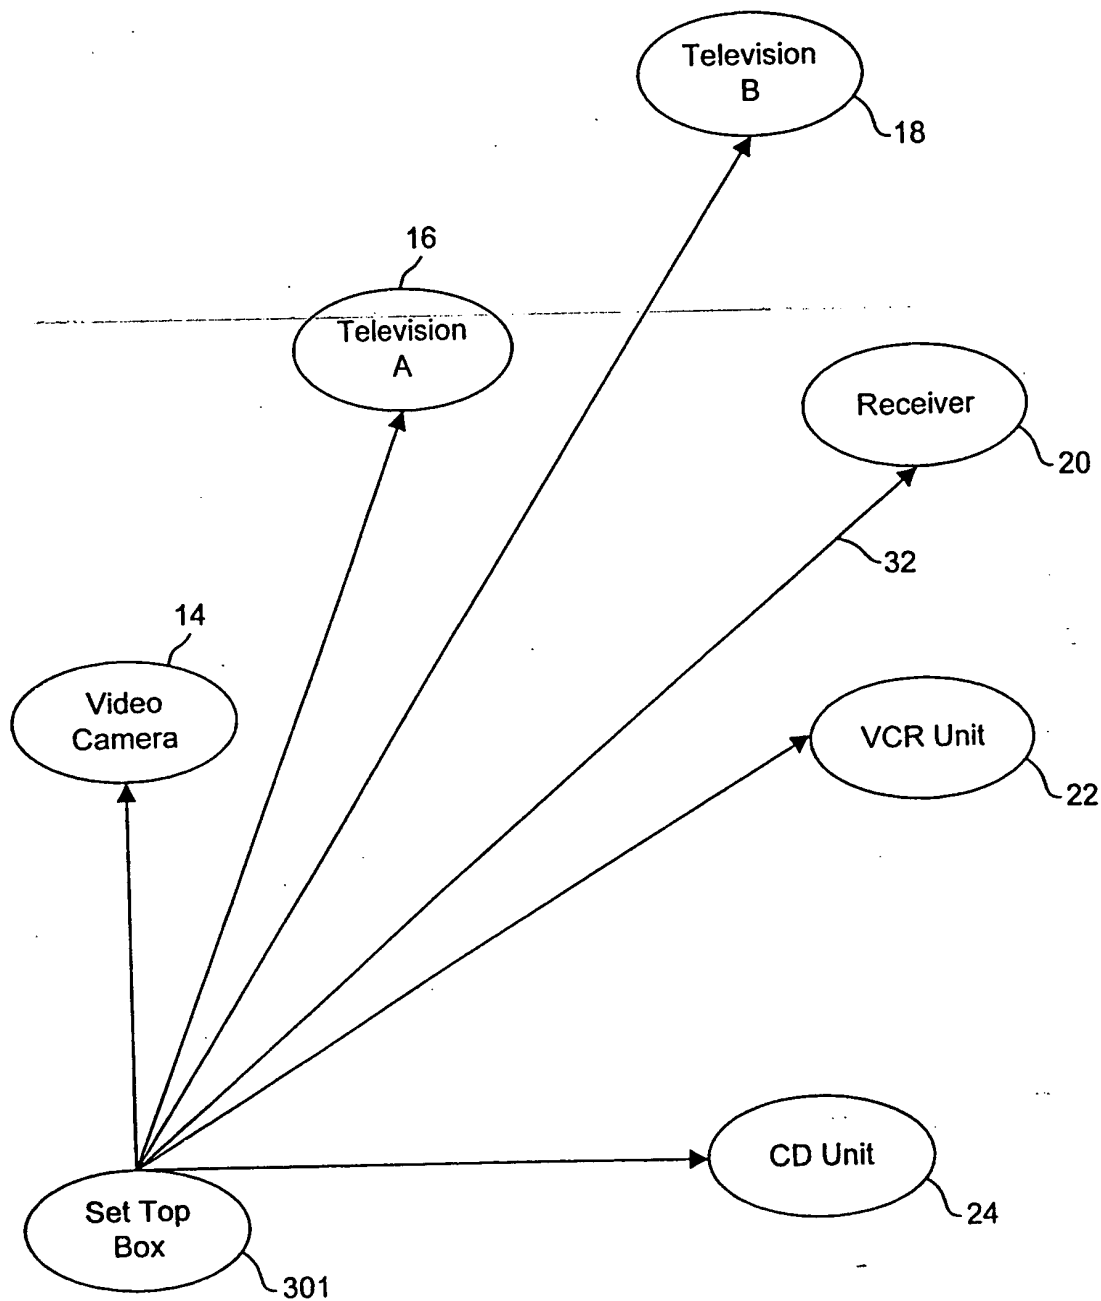 Television
B
18
16
Television
A
Receiver
20
32
14
Video
Camera
VCR Unit
22
CD Unit
24
Set Top
Box
301